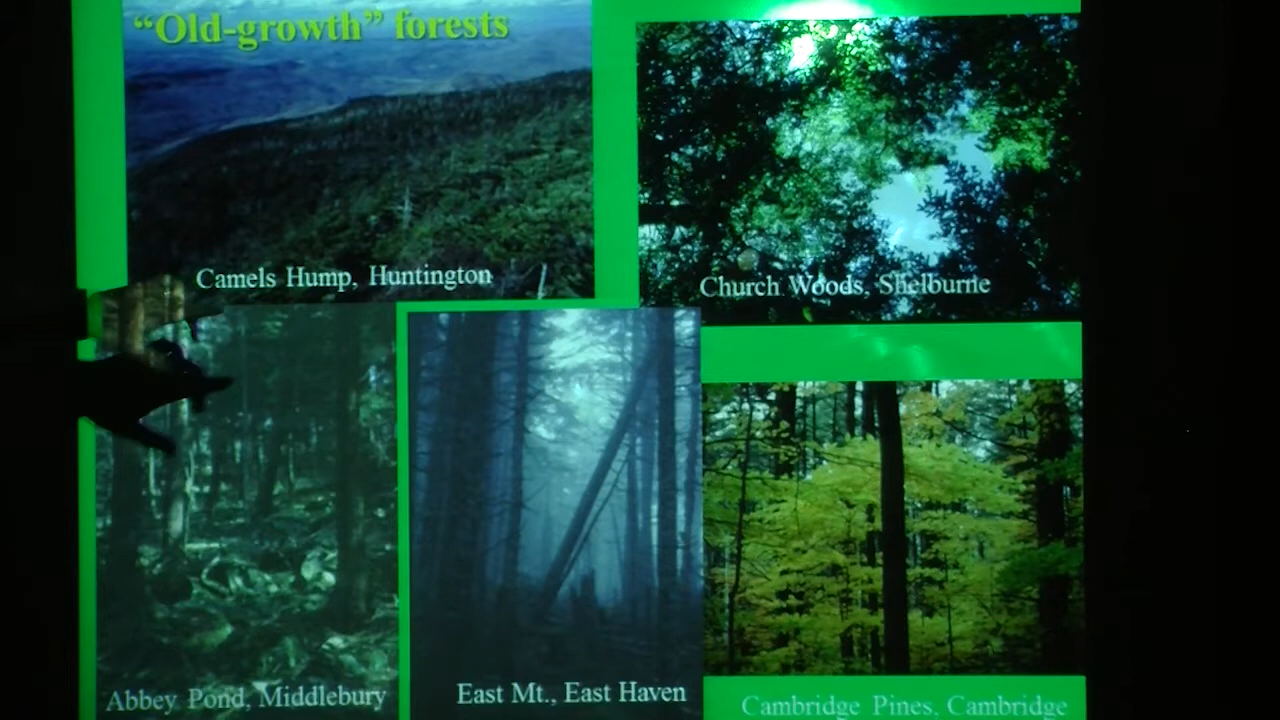 “Old-growth” forests
Camels Hump, Huntington
Church Woods, Shelburne
Abbey Pond, Middlebury
East Mt., East Haven
Cambridge Pines, Cambridge